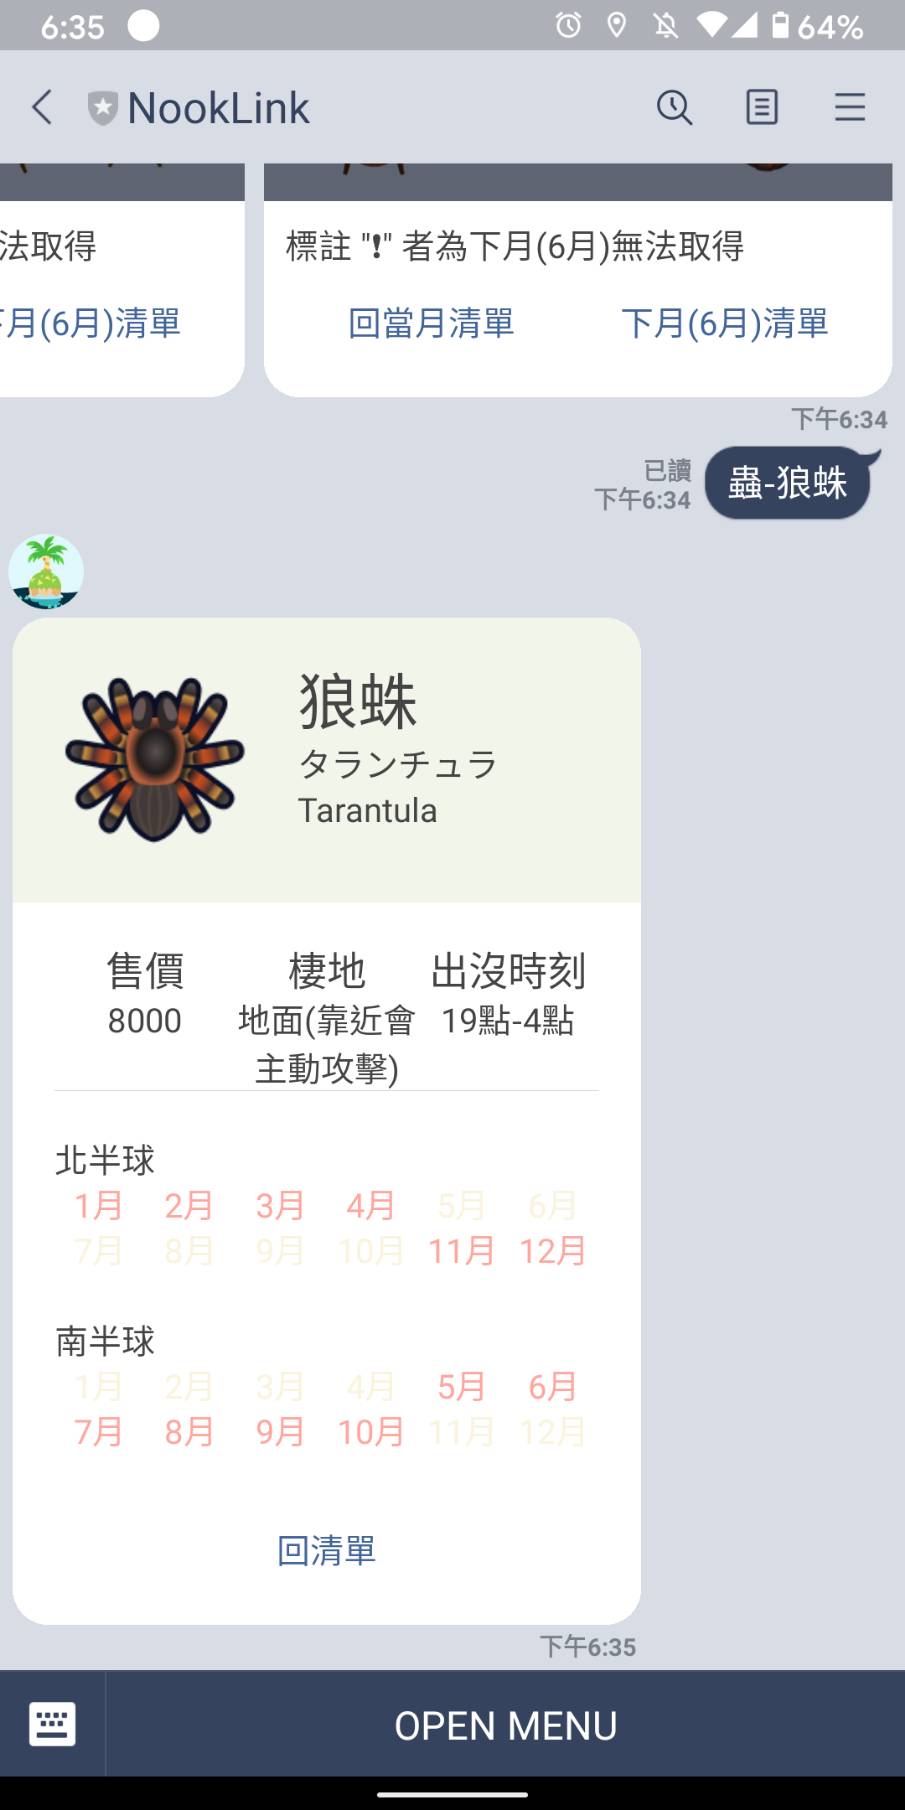 6:35
64%
NookLink
法取得
標註 "❗" 者為下月(6月)無法取得
月(6月)清單
回當月清單
下月(6月)清單
下午6:34
已讀
下午6:34
蟲-狼蛛
狼蛛
タランチュラ
Tarantula
售價
棲地
出沒時刻
8000
地面(靠近會
主動攻擊)
19點-4點
北半球
1月 2月 3月 4月 5月 6月
7月 8月 9月 10月 11月 12月
南半球
1月 2月 3月 4月 5月 6月
7月 8月 9月 10月 11月 12月
回清單
下午6:35
OPEN MENU